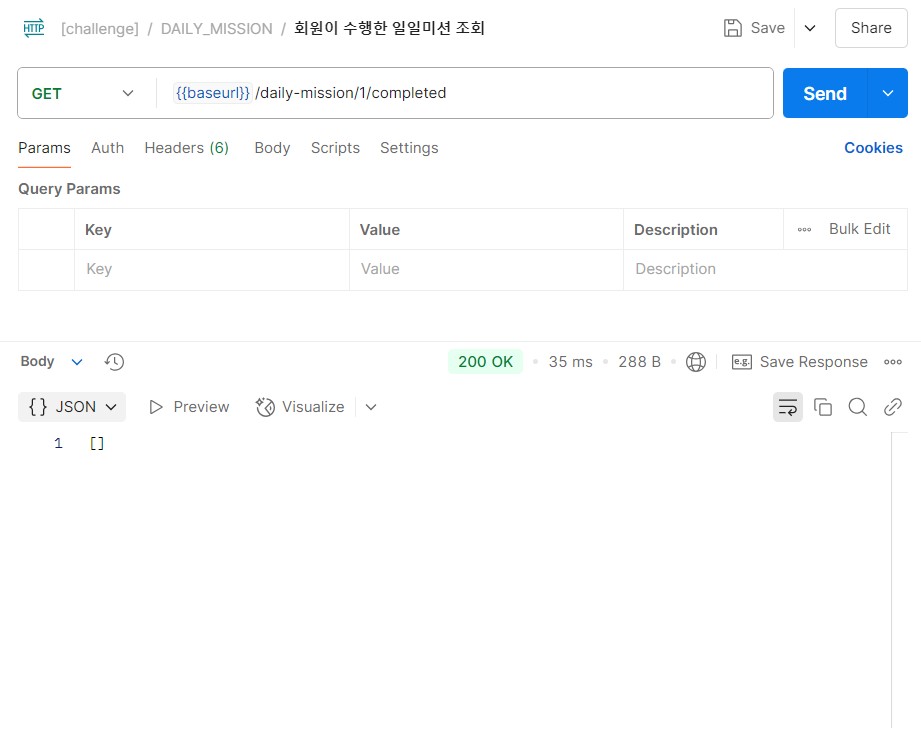 HTTP [challenge] / DAILY_MISSION / 회원이 수행한 일일미션 조회 Save Share
GET {{baseurl}} /daily-mission/1/completed Send
Params Auth Headers (6) Body Scripts Settings Cookies
Query Params
Key Value Description Bulk Edit
Key Value Description
Body 200 OK 35 ms 288 B e.g. Save Response
{} JSON Preview Visualize
1 []